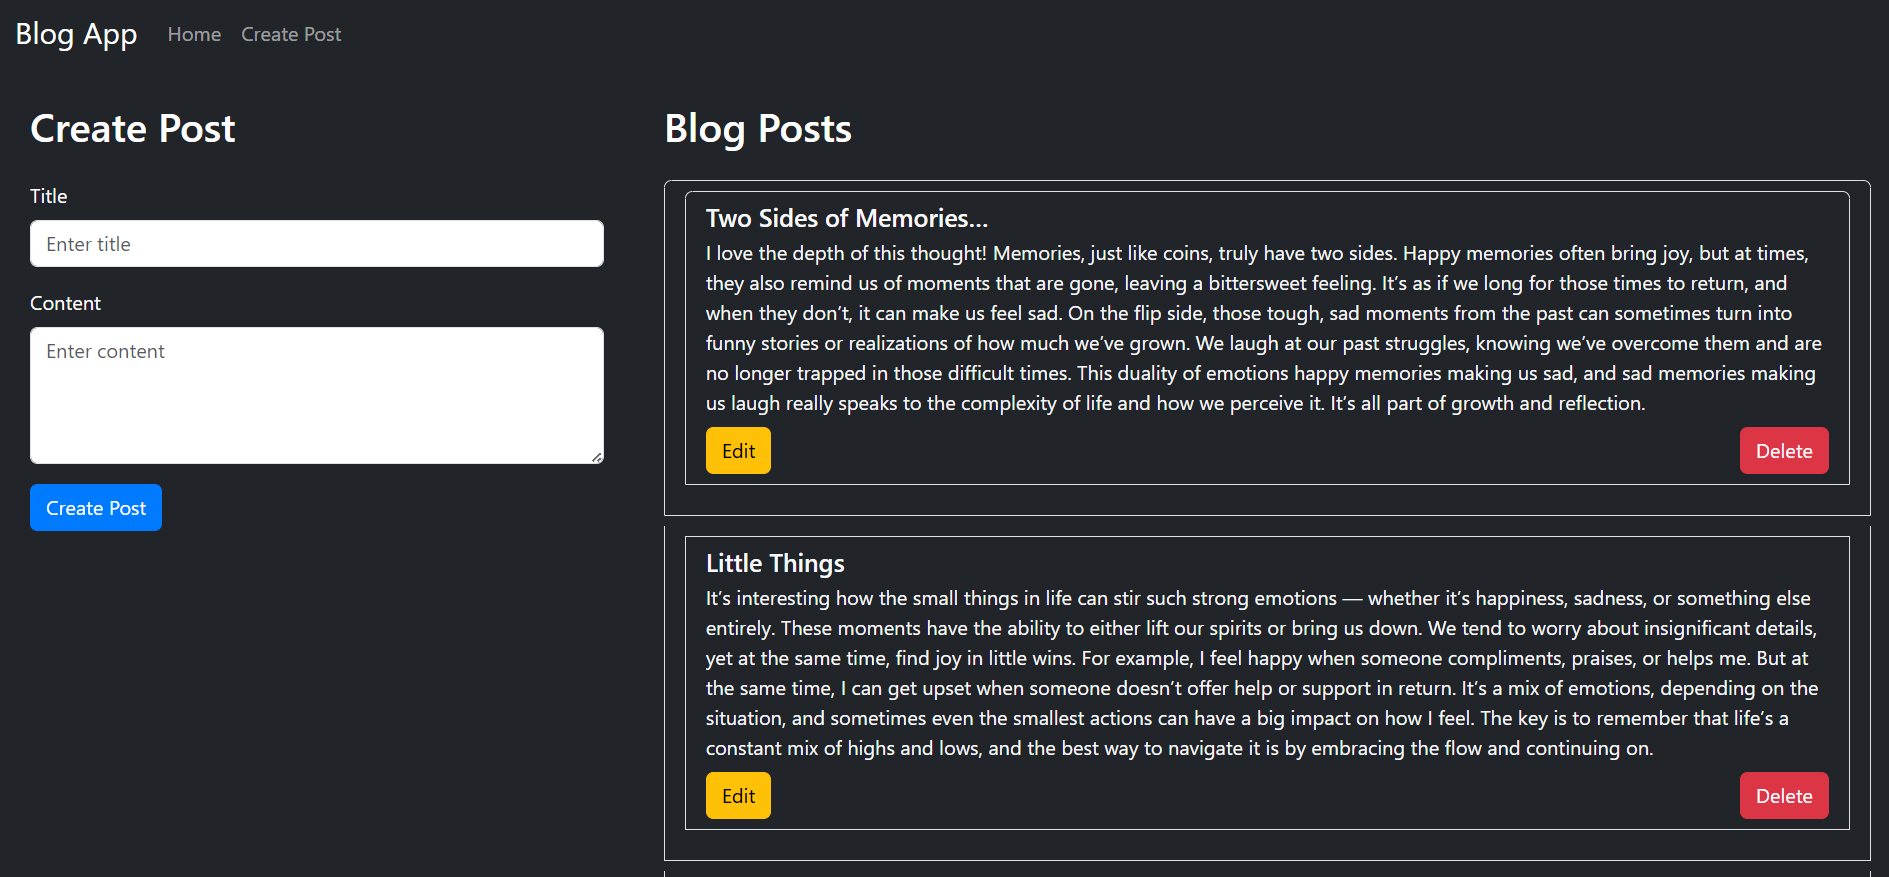 Blog App Home Create Post
Create Post
Title
Enter title
Content
Enter content
Create Post
Blog Posts
Two Sides of Memories...
I love the depth of this thought! Memories, just like coins, truly have two sides. Happy memories often bring joy, but at times,
they also remind us of moments that are gone, leaving a bittersweet feeling. It’s as if we long for those times to return, and
when they don’t, it can make us feel sad. On the flip side, those tough, sad moments from the past can sometimes turn into
funny stories or realizations of how much we’ve grown. We laugh at our past struggles, knowing we’ve overcome them and are
no longer trapped in those difficult times. This duality of emotions happy memories making us sad, and sad memories making
us laugh really speaks to the complexity of life and how we perceive it. It’s all part of growth and reflection.
Edit Delete
Little Things
It’s interesting how the small things in life can stir such strong emotions — whether it’s happiness, sadness, or something else
entirely. These moments have the ability to either lift our spirits or bring us down. We tend to worry about insignificant details,
yet at the same time, find joy in little wins. For example, I feel happy when someone compliments, praises, or helps me. But at
the same time, I can get upset when someone doesn’t offer help or support in return. It’s a mix of emotions, depending on the
situation, and sometimes even the smallest actions can have a big impact on how I feel. The key is to remember that life’s a
constant mix of highs and lows, and the best way to navigate it is by embracing the flow and continuing on.
Edit Delete